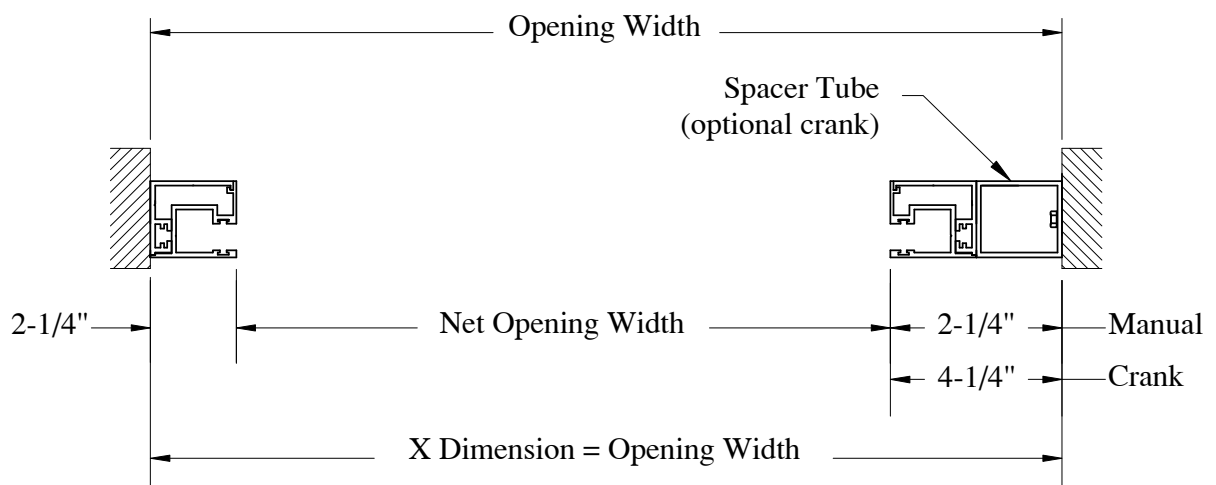 Opening Width
Spacer Tube
(optional crank)
2-1/4"
Net Opening Width
2-1/4"
Manual
4-1/4"
Crank
X Dimension = Opening Width